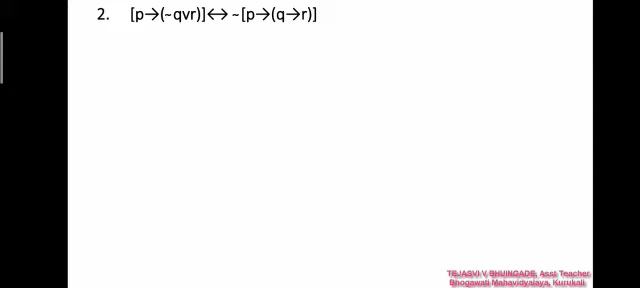 2. [p→(~qvr)]↔ ~[p→(q→r)]
TEJASVI V BHUINGADE, Asst Teacher
Bhogawati Mahavidyalaya, Kurukali